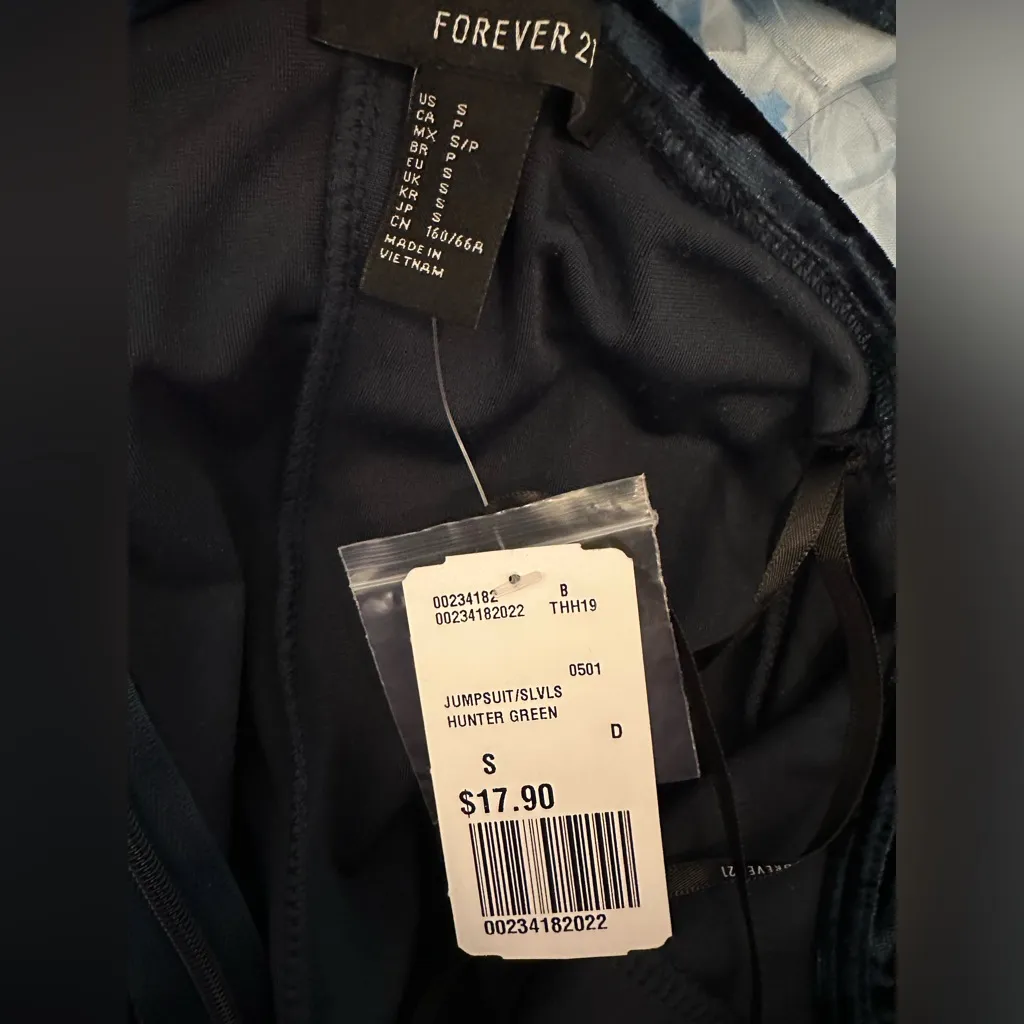 FOREVER 21
US S
CA P
MX S/P
BR P
EU S
UK S
KR S
JP S
CN 160/66A
MADE IN
VIETNAM
00234182 B
00234182022 THH19
0501
JUMPSUIT/SLVLS
HUNTER GREEN
D
S
$17.90
00234182022